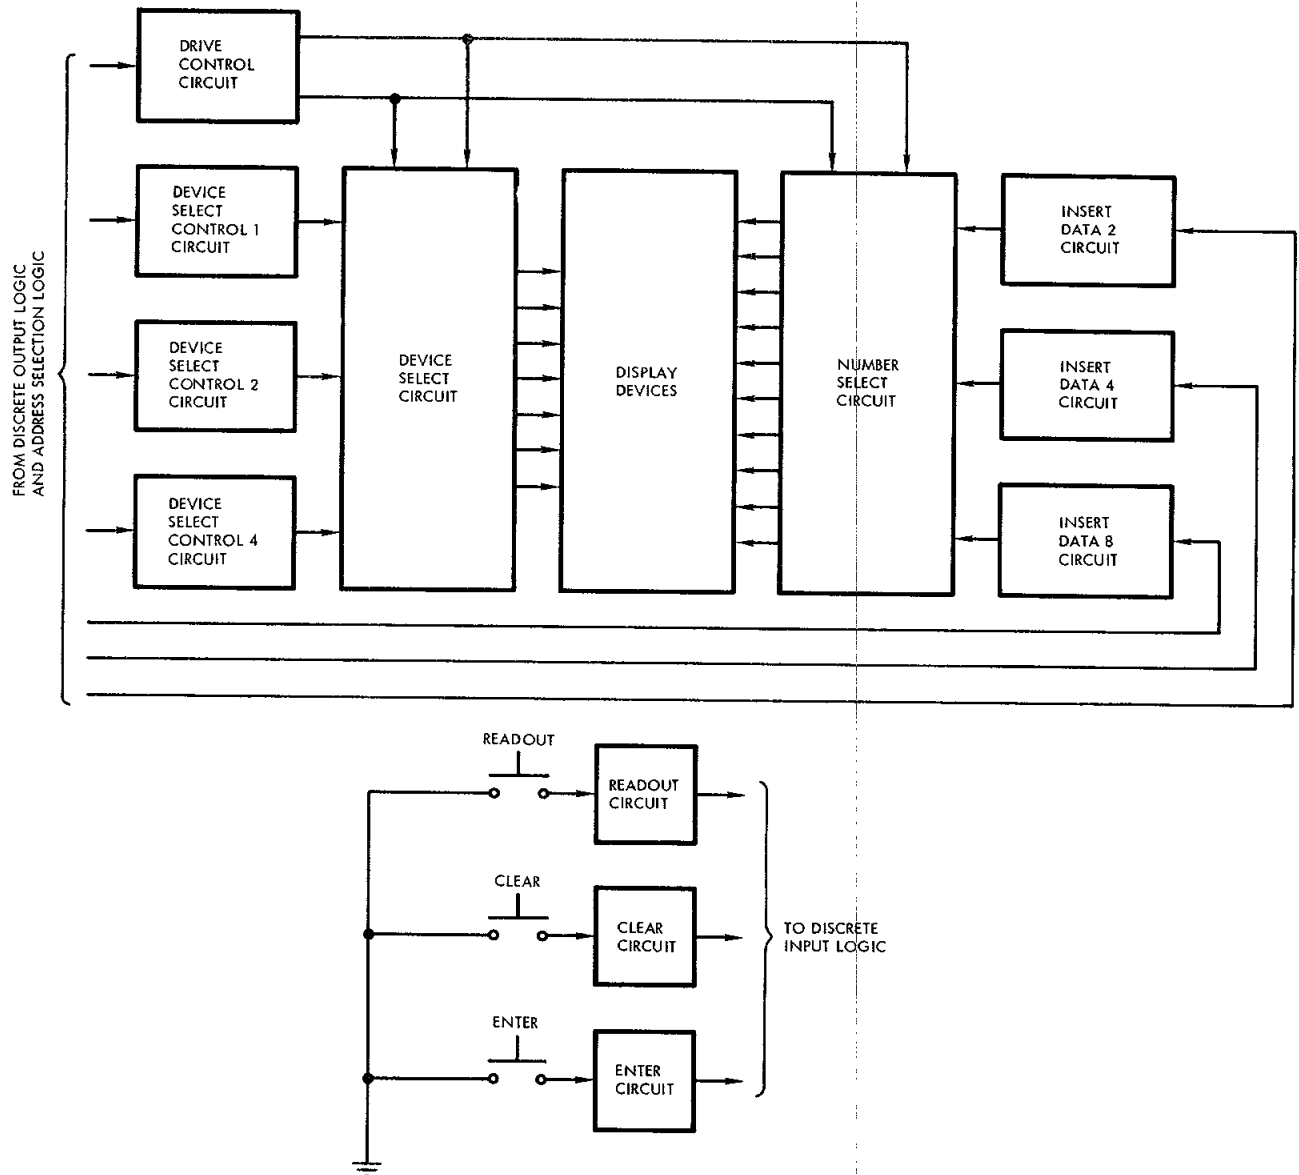 DRIVE
CONTROL
CIRCUIT
DEVICE
SELECT
CONTROL 1
CIRCUIT
DEVICE
SELECT
CONTROL 2
CIRCUIT
DEVICE
SELECT
CONTROL 4
CIRCUIT
FROM DISCRETE OUTPUT LOGIC
AND ADDRESS SELECTION LOGIC
DEVICE
SELECT
CIRCUIT
DISPLAY
DEVICES
NUMBER
SELECT
CIRCUIT
INSERT
DATA 2
CIRCUIT
INSERT
DATA 4
CIRCUIT
INSERT
DATA 8
CIRCUIT
READOUT
READOUT
CIRCUIT
CLEAR
CLEAR
CIRCUIT
ENTER
ENTER
CIRCUIT
TO DISCRETE
INPUT LOGIC